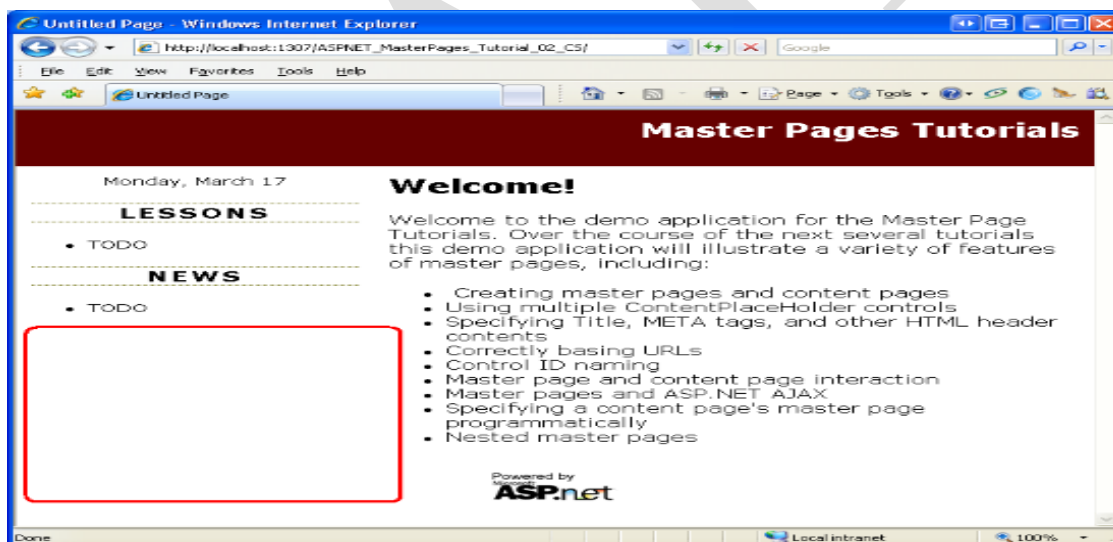 Untitled Page - Windows Internet Explorer
http://localhost:1307/ASPNET_MasterPages_Tutorial_02_CS/
Google
File Edit View Favorites Tools Help
Untitled Page
Page Tools
Master Pages Tutorials
Monday, March 17
LESSONS
• TODO
NEWS
• TODO
Welcome!
Welcome to the demo application for the Master Page
Tutorials. Over the course of the next several tutorials
this demo application will illustrate a variety of features
of master pages, including:
• Creating master pages and content pages
• Using multiple ContentPlaceHolder controls
• Specifying Title, META tags, and other HTML header
contents
• Correctly basing URLs
• Control ID naming
• Master page and content page interaction
• Master pages and ASP.NET AJAX
• Specifying a content page's master page
programmatically
• Nested master pages
Powered by
Microsoft
ASP.net
Done
Local intranet
100%